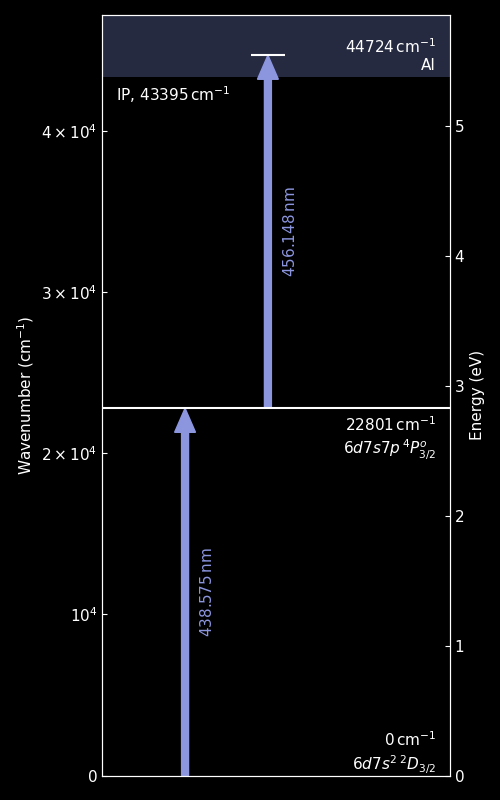 44724 cm⁻¹
AI
IP, 43395 cm⁻¹
456.148 nm
22801 cm⁻¹
6d7s7p ⁴P°₃/₂
438.575 nm
0 cm⁻¹
6d7s² ²D₃/₂
Wavenumber (cm⁻¹)
4 × 10⁴
3 × 10⁴
2 × 10⁴
10⁴
0
Energy (eV)
5
4
3
2
1
0